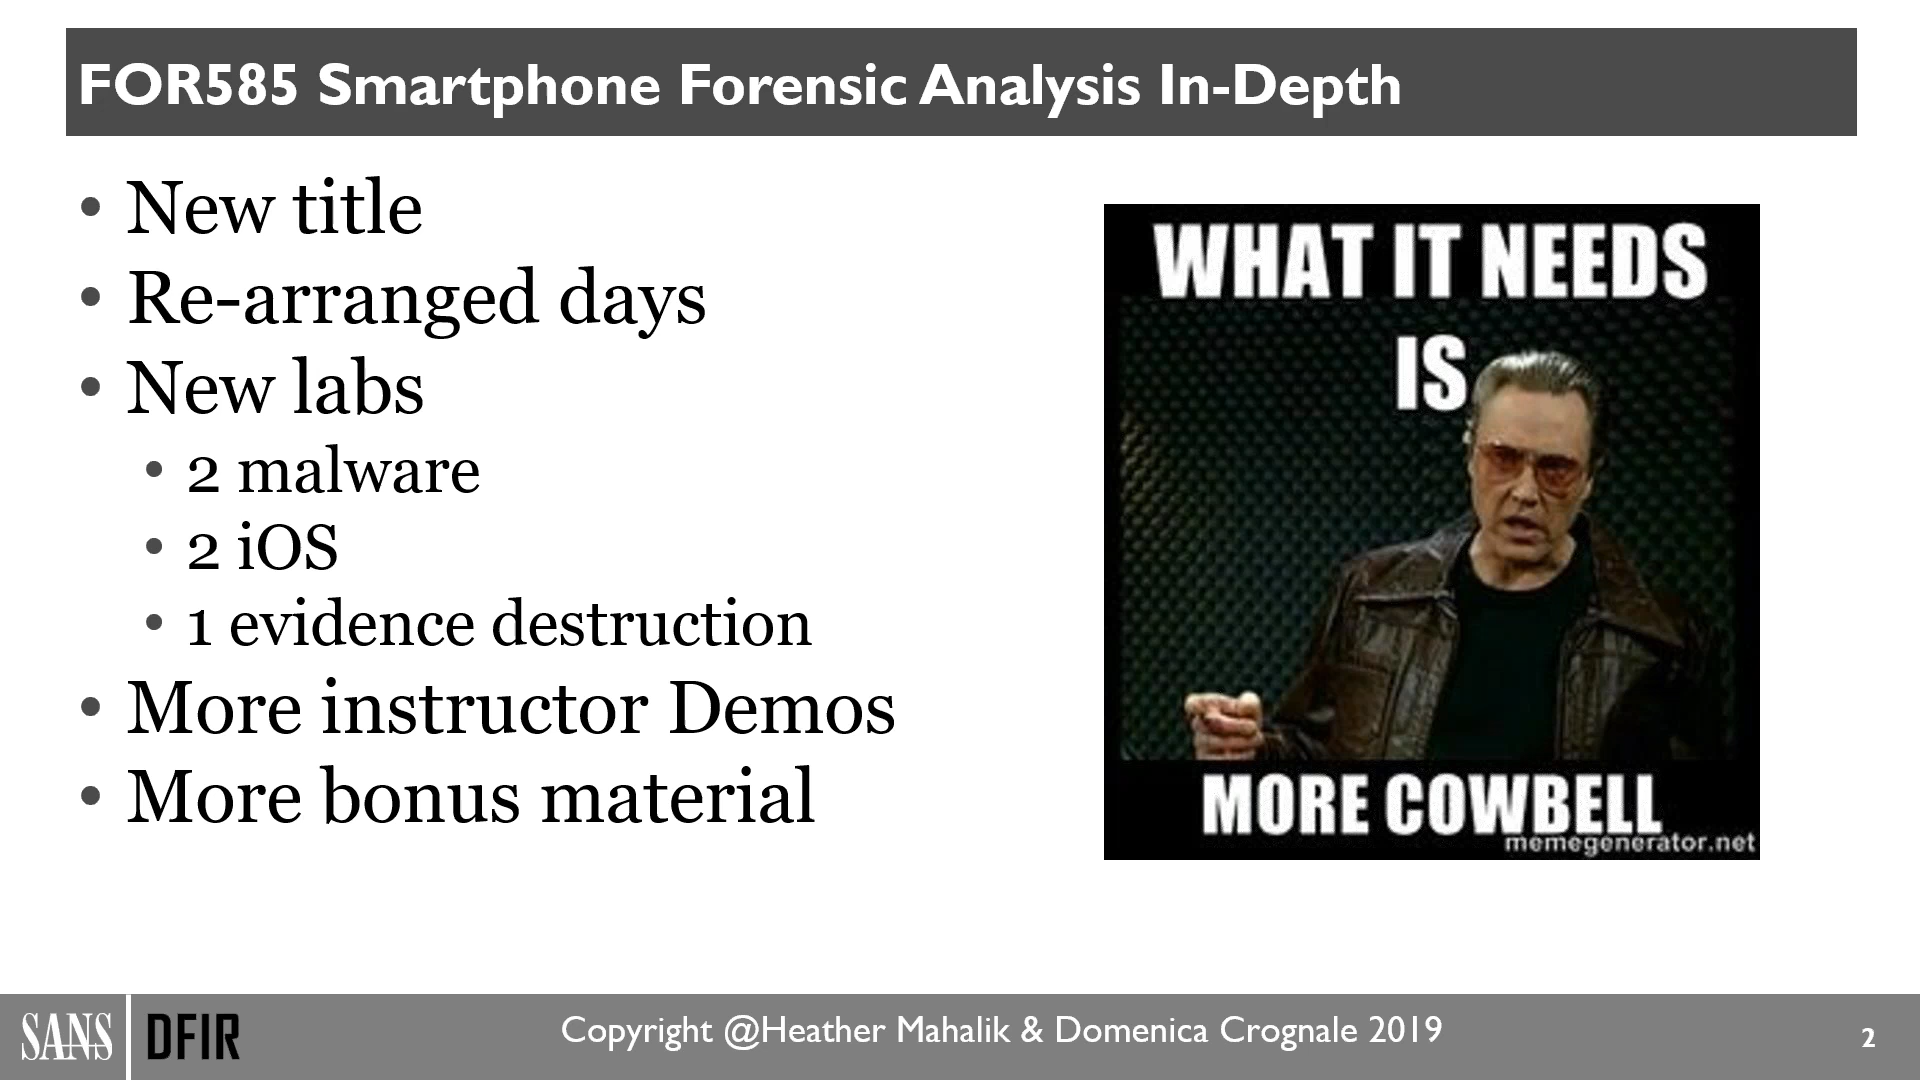 FOR585 Smartphone Forensic Analysis In-Depth
• New title
• Re-arranged days
• New labs
• 2 malware
• 2 iOS
• 1 evidence destruction
• More instructor Demos
• More bonus material
WHAT IT NEEDS
IS
MORE COWBELL
memegenerator.net
SANS DFIR
Copyright @Heather Mahalik & Domenica Crognale 2019
2